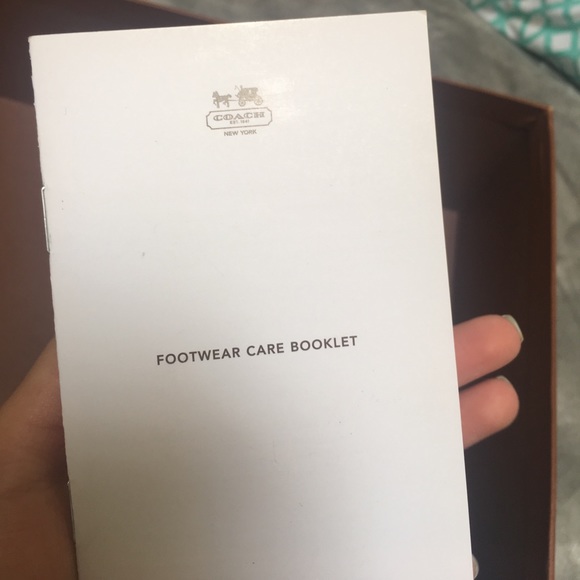 COACH
EST. 1941
NEW YORK
FOOTWEAR CARE BOOKLET